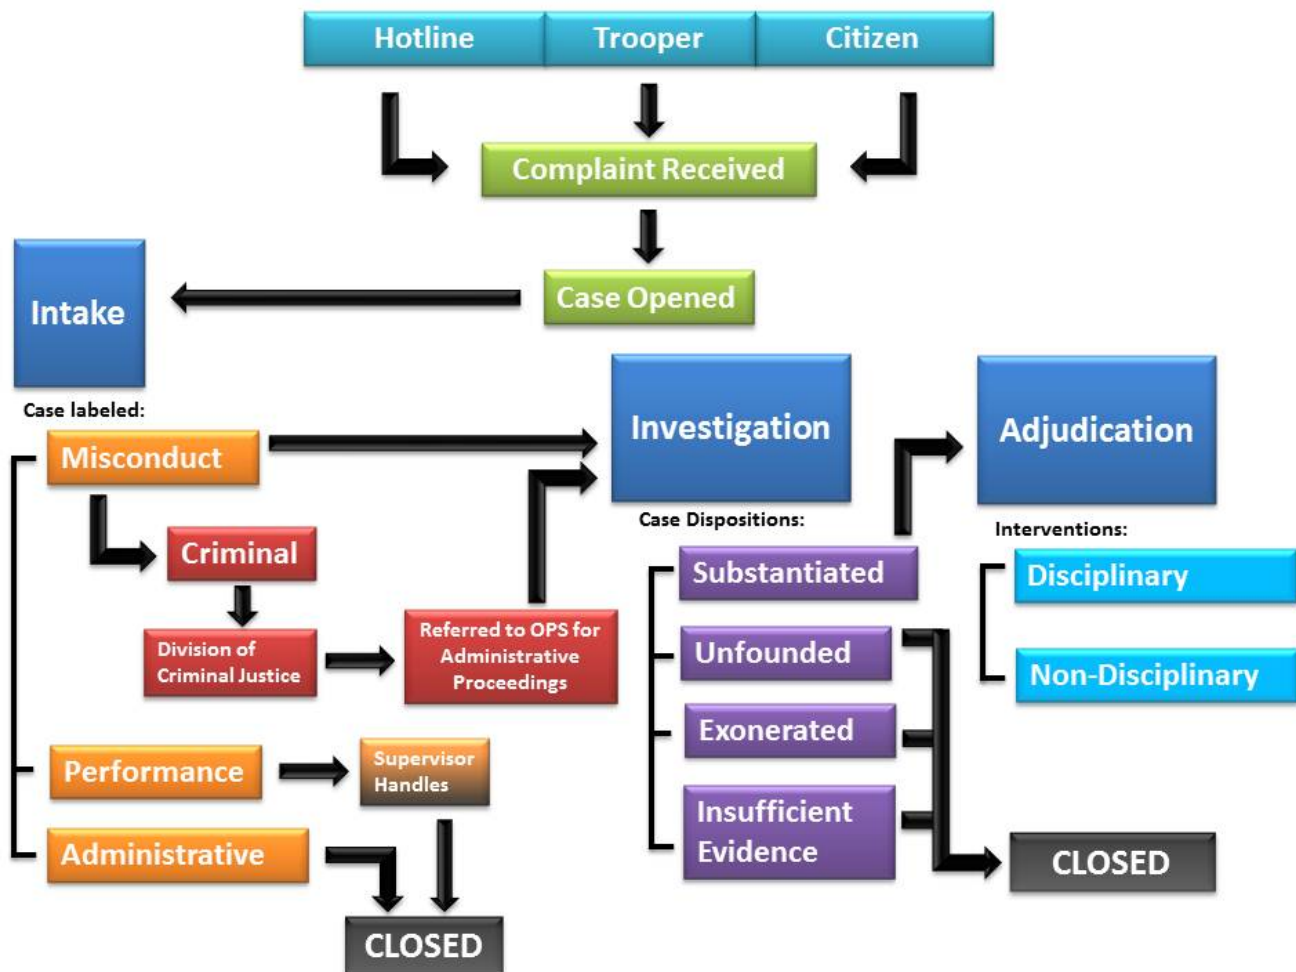 Hotline
Trooper
Citizen
Complaint Received
Case Opened
Intake
Case labeled:
Misconduct
Criminal
Division of
Criminal Justice
Referred to OPS for
Administrative
Proceedings
Performance
Supervisor
Handles
Administrative
CLOSED
Investigation
Case Dispositions:
Substantiated
Unfounded
Exonerated
Insufficient
Evidence
Adjudication
Interventions:
Disciplinary
Non-Disciplinary
CLOSED